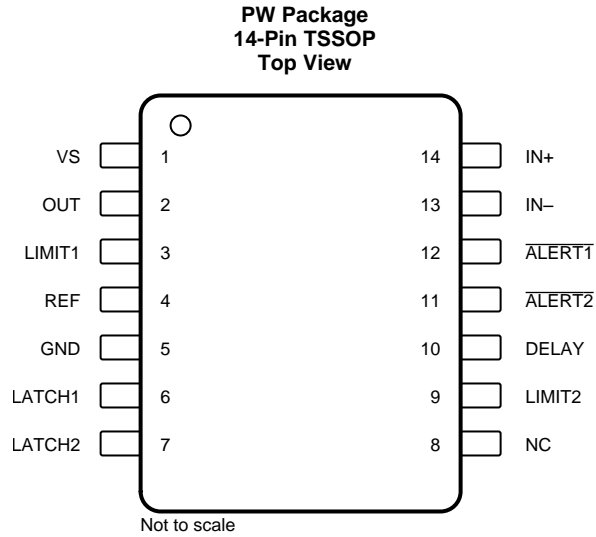 PW Package
14-Pin TSSOP
Top View
VS 1 14 IN+
OUT 2 13 IN–
LIMIT1 3 12 ALERT1
REF 4 11 ALERT2
GND 5 10 DELAY
LATCH1 6 9 LIMIT2
LATCH2 7 8 NC
Not to scale